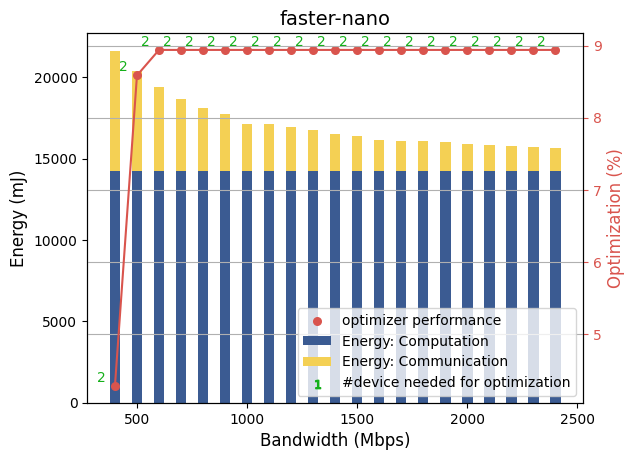 faster-nano
2 2 2 2 2 2 2 2 2 2 2 2 2 2 2 2 2 2 2
2
2
Energy (mJ)
20000
15000
10000
5000
0
9
8
7
6
5
Optimization (%)
optimizer performance
Energy: Computation
Energy: Communication
1 #device needed for optimization
500 1000 1500 2000 2500
Bandwidth (Mbps)